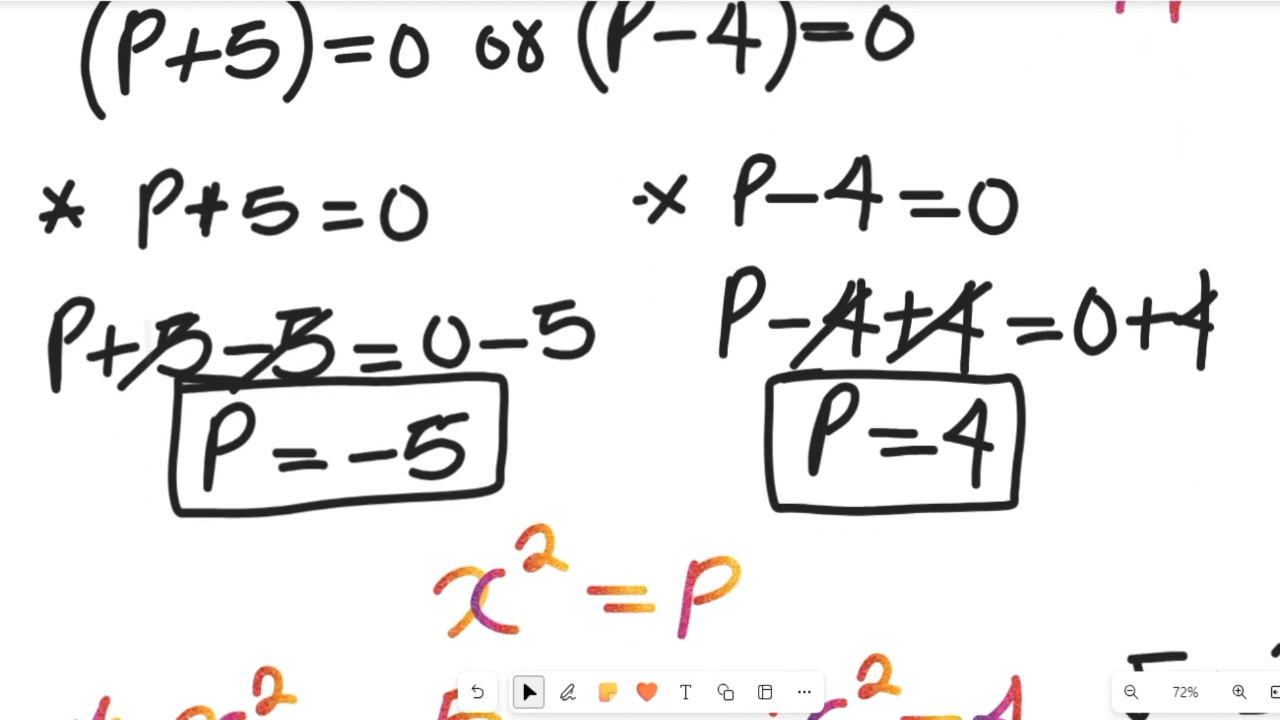 (P+5)=0 or (P-4)=0
* P+5=0
* P-4=0
P+5-5=0-5
P-4+4=0+4
P=-5
P=4
x²=P
72%